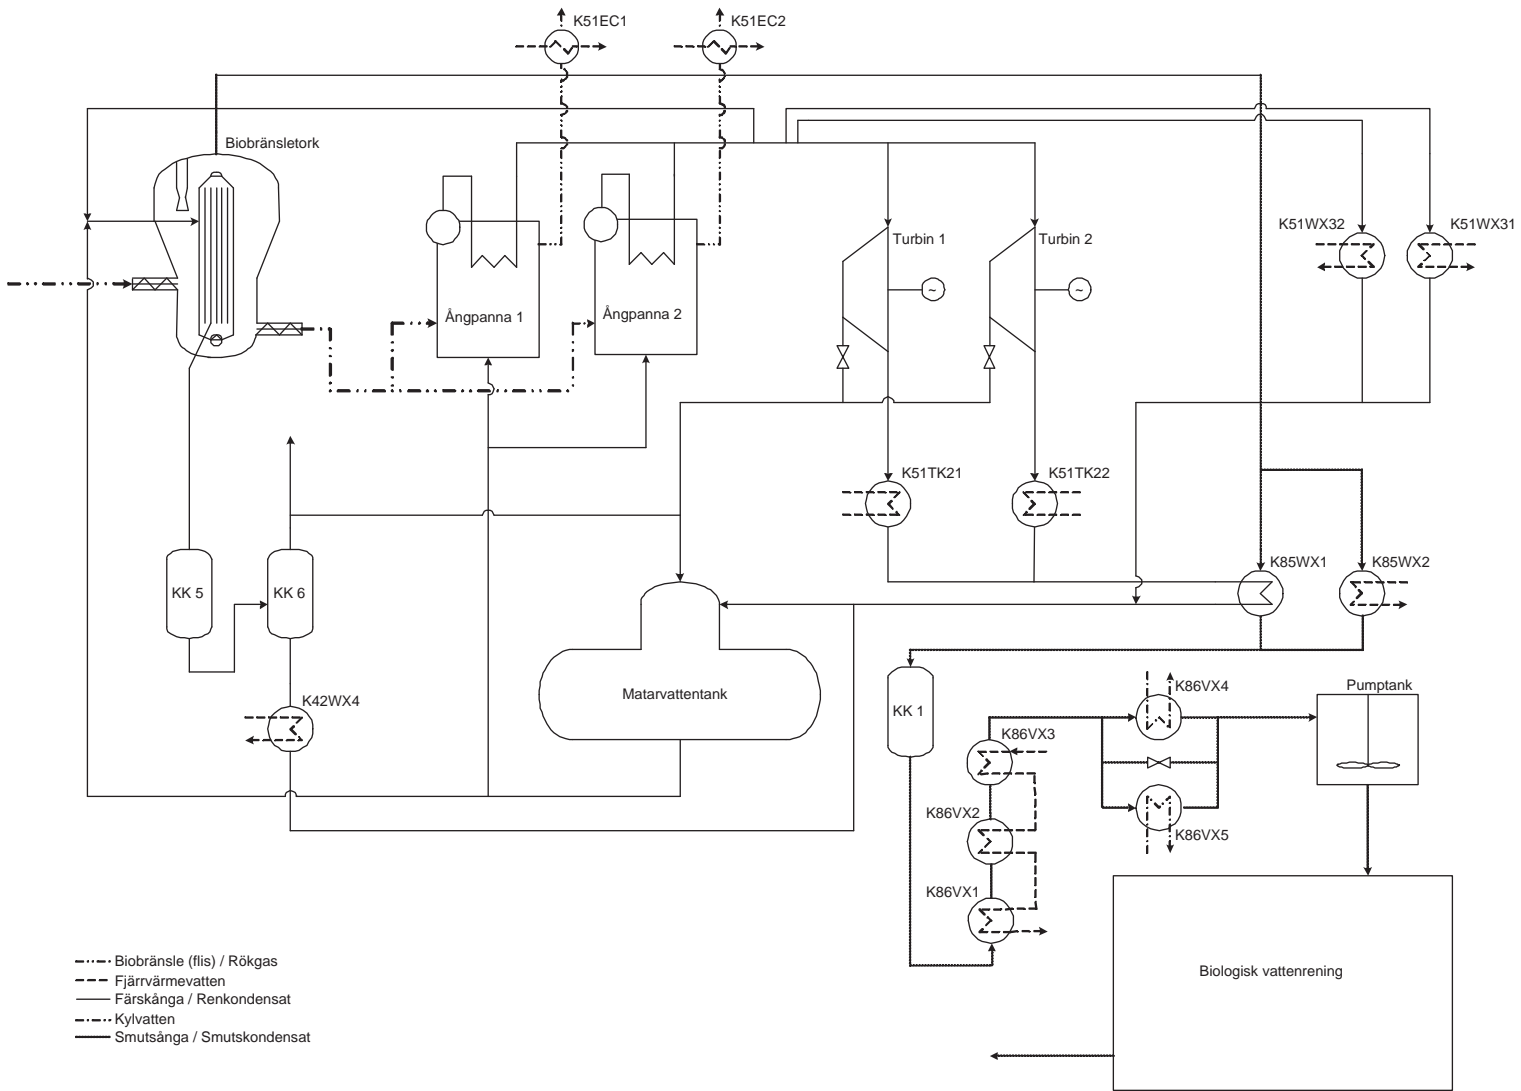 K51EC1
K51EC2
Biobränsletork
K51WX32
K51WX31
Turbin 1
Turbin 2
~
~
Ångpanna 1
Ångpanna 2
K51TK21
K51TK22
K85WX1
K85WX2
KK 5
KK 6
K42WX4
Matarvattentank
KK 1
K86VX4
Pumptank
K86VX3
K86VX2
K86VX5
K86VX1
Biologisk vattenrening
Biobränsle (flis) / Rökgas
Fjärrvärmevatten
Färskånga / Renkondensat
Kylvatten
Smutsånga / Smutskondensat